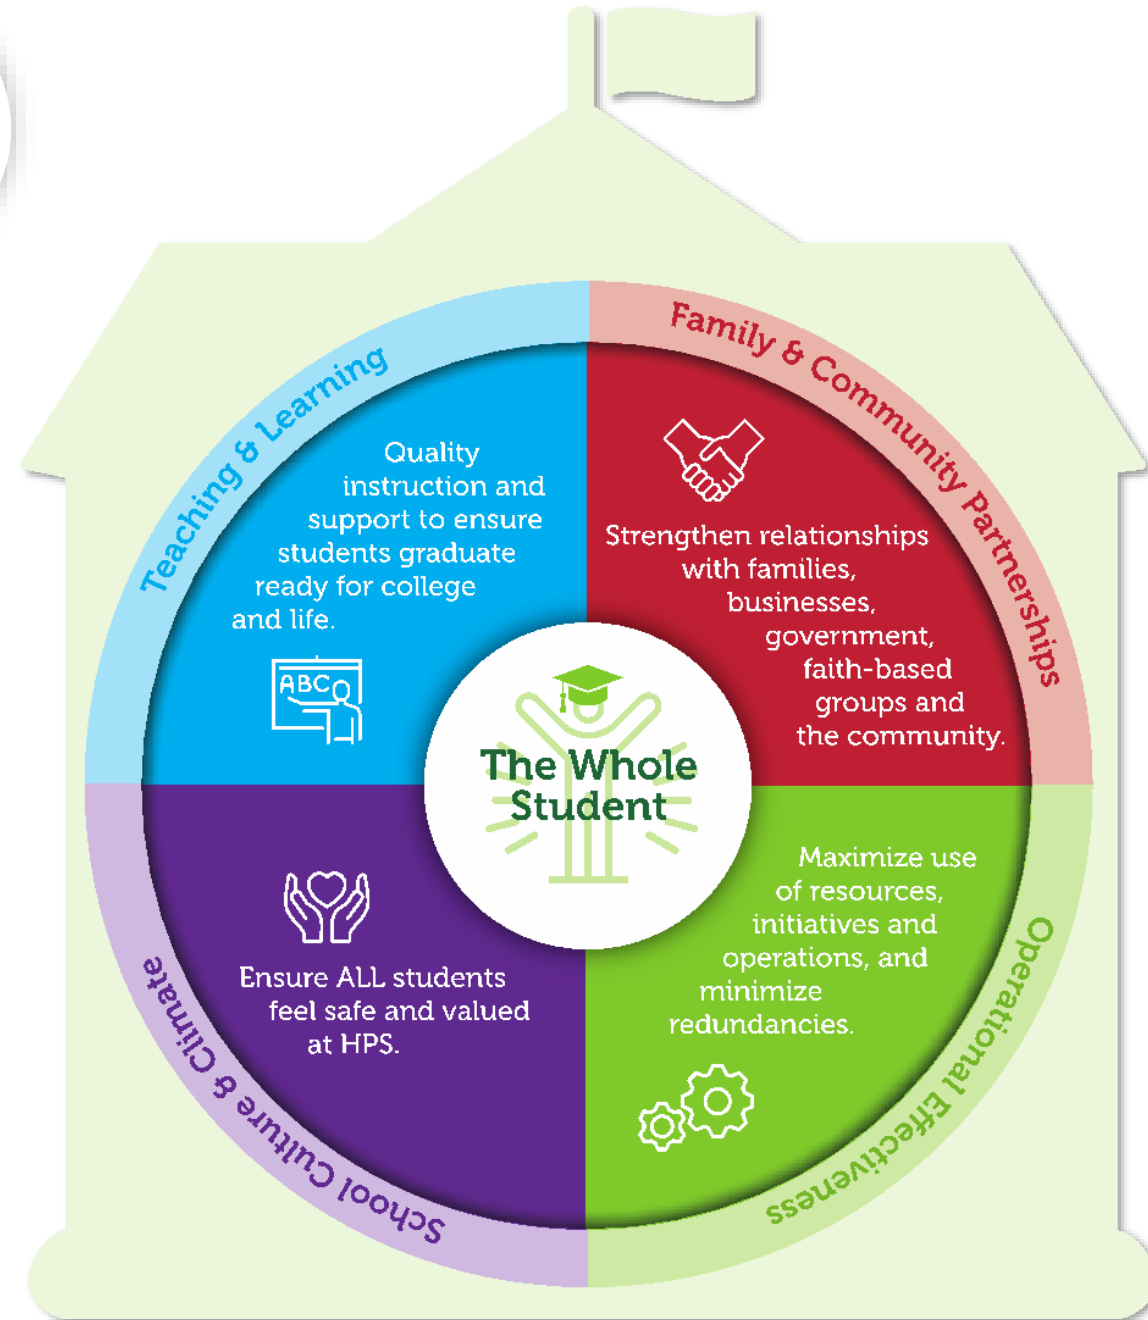 Teaching & Learning
Quality
instruction and
support to ensure
students graduate
ready for college
and life.
ABC
Family & Community Partnerships
Strengthen relationships
with families,
businesses,
government,
faith-based
groups and
the community.
The Whole
Student
School Culture & Climate
Ensure ALL students
feel safe and valued
at HPS.
Operational Effectiveness
Maximize use
of resources,
initiatives and
operations, and
minimize
redundancies.